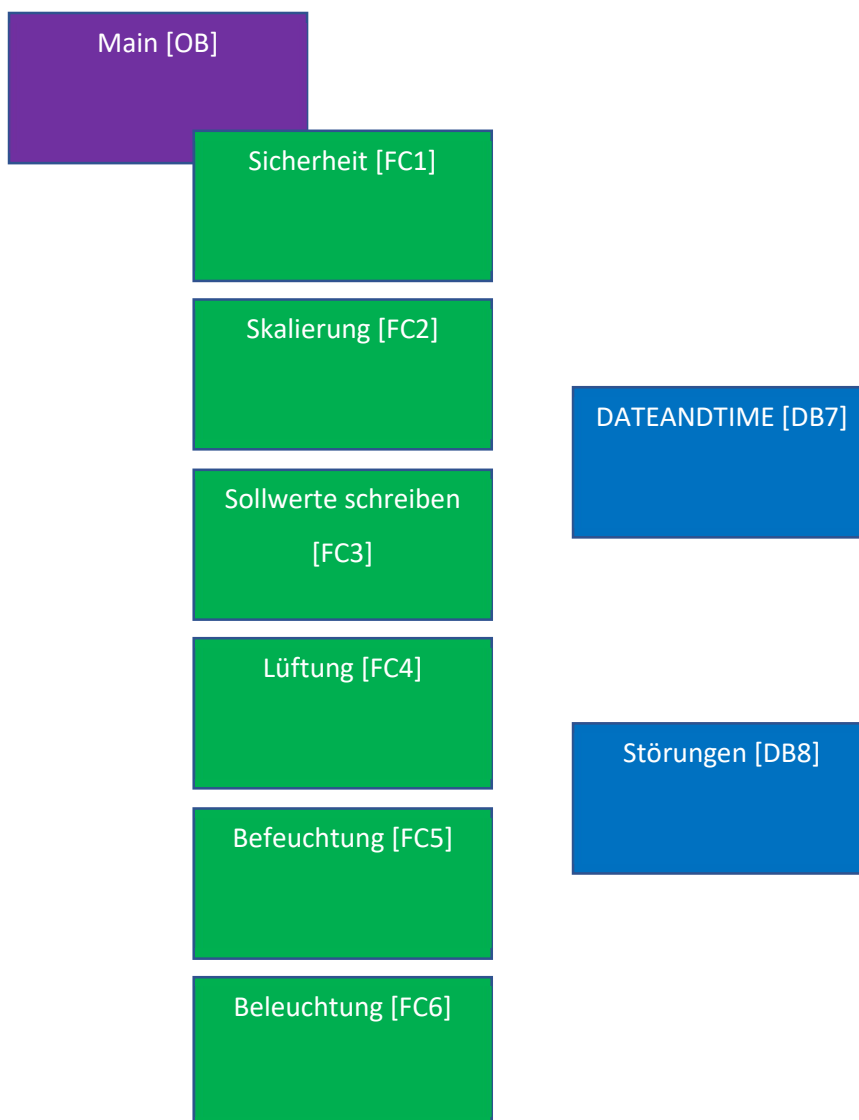 Main [OB]
Sicherheit [FC1]
Skalierung [FC2]
DATEANDTIME [DB7]
Sollwerte schreiben
[FC3]
Lüftung [FC4]
Störungen [DB8]
Befeuchtung [FC5]
Beleuchtung [FC6]